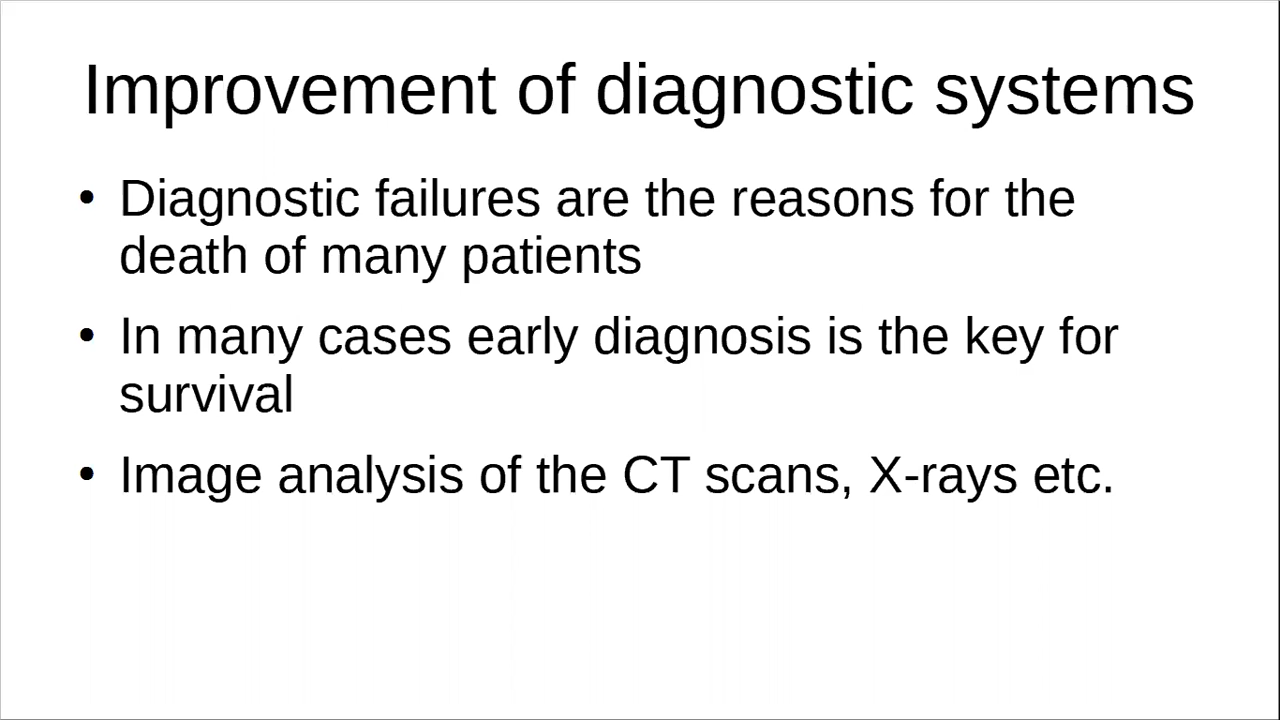 Improvement of diagnostic systems
• Diagnostic failures are the reasons for the
death of many patients
• In many cases early diagnosis is the key for
survival
• Image analysis of the CT scans, X-rays etc.